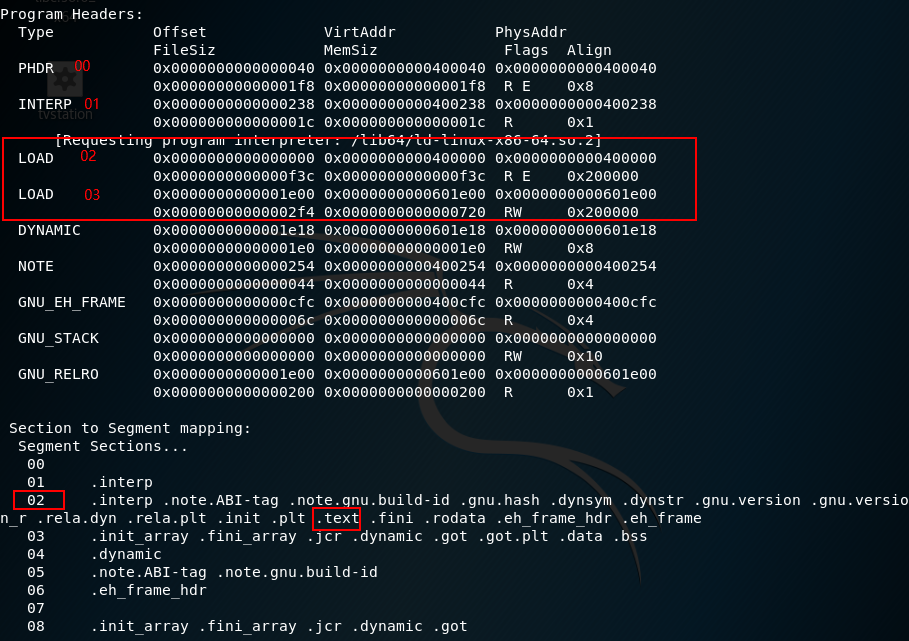 Program Headers:
Type Offset VirtAddr PhysAddr
FileSiz MemSiz Flags Align
PHDR 00 0x0000000000000040 0x0000000000400040 0x0000000000400040
0x00000000000001f8 0x00000000000001f8 R E 0x8
INTERP 01 0x0000000000000238 0x0000000000400238 0x0000000000400238
0x000000000000001c 0x000000000000001c R 0x1
tvstation
[Requesting program interpreter: /lib64/ld-linux-x86-64.so.2]
LOAD 02 0x0000000000000000 0x0000000000400000 0x0000000000400000
0x0000000000000f3c 0x0000000000000f3c R E 0x200000
LOAD 03 0x0000000000001e00 0x0000000000601e00 0x0000000000601e00
0x00000000000002f4 0x0000000000000720 RW 0x200000
DYNAMIC 0x0000000000001e18 0x0000000000601e18 0x0000000000601e18
0x00000000000001e0 0x00000000000001e0 RW 0x8
NOTE 0x0000000000000254 0x0000000000400254 0x0000000000400254
0x0000000000000044 0x0000000000000044 R 0x4
GNU_EH_FRAME 0x0000000000000cfc 0x0000000000400cfc 0x0000000000400cfc
0x000000000000006c 0x000000000000006c R 0x4
GNU_STACK 0x0000000000000000 0x0000000000000000 0x0000000000000000
0x0000000000000000 0x0000000000000000 RW 0x10
GNU_RELRO 0x0000000000001e00 0x0000000000601e00 0x0000000000601e00
0x0000000000000200 0x0000000000000200 R 0x1
Section to Segment mapping:
Segment Sections...
00
01 .interp
02 .interp .note.ABI-tag .note.gnu.build-id .gnu.hash .dynsym .dynstr .gnu.version .gnu.versio
n_r .rela.dyn .rela.plt .init .plt .text .fini .rodata .eh_frame_hdr .eh_frame
03 .init_array .fini_array .jcr .dynamic .got .got.plt .data .bss
04 .dynamic
05 .note.ABI-tag .note.gnu.build-id
06 .eh_frame_hdr
07
08 .init_array .fini_array .jcr .dynamic .got